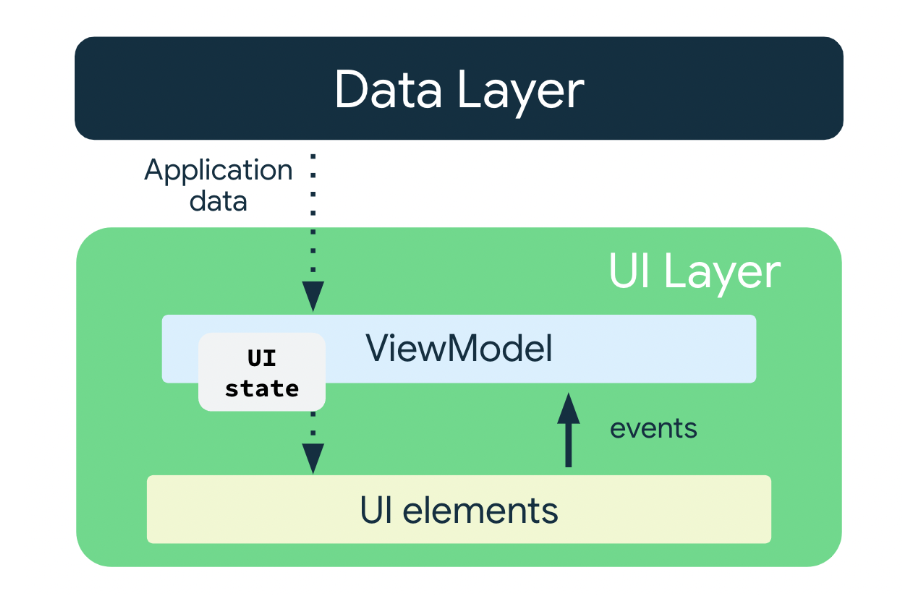 Data Layer
Application
data
UI Layer
ViewModel
UI
state
events
UI elements